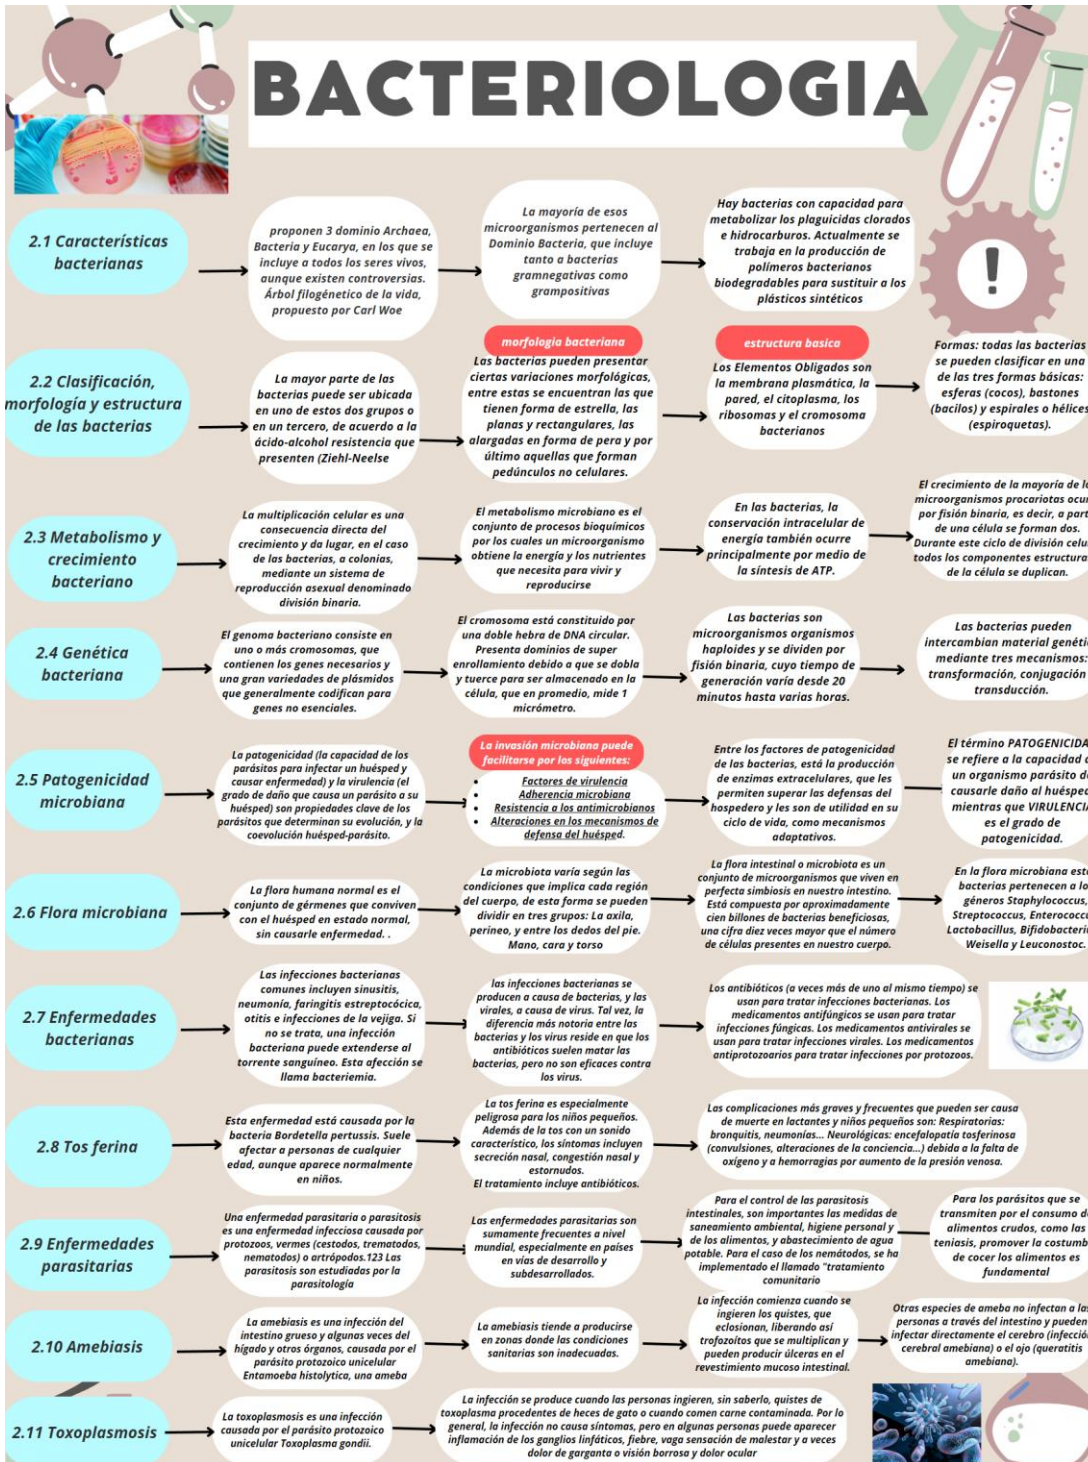 BACTERIOLOGIA
2.1 Características
bacterianas
proponen 3 dominio Archaea,
Bacteria y Eucarya, en los que se
incluye a todos los seres vivos,
aunque existen controversias.
Árbol filogénetico de la vida,
propuesto por Carl Woe
La mayoría de esos
microorganismos pertenecen al
Dominio Bacteria, que incluye
tanto a bacterias
gramnegativas como
grampositivas
Hay bacterias con capacidad para
metabolizar los plaguicidas clorados
e hidrocarburos. Actualmente se
trabaja en la producción de
polímeros bacterianos
biodegradables para sustituir a los
plásticos sintéticos
!
2.2 Clasificación,
morfología y estructura
de las bacterias
La mayor parte de las
bacterias puede ser ubicada
en uno de estos dos grupos o
en un tercero, de acuerdo a la
ácido-alcohol resistencia que
presenten (Ziehl-Neelse
morfologia bacteriana
Las bacterias pueden presentar
ciertas variaciones morfológicas,
entre estas se encuentran las que
tienen forma de estrella, las
planas y rectangulares, las
alargadas en forma de pera y por
último aquellas que forman
pedúnculos no celulares.
estructura basica
Los Elementos Obligados son
la membrana plasmática, la
pared, el citoplasma, los
ribosomas y el cromosoma
bacterianos
Formas: todas las bacterias
se pueden clasificar en una
de las tres formas básicas:
esferas (cocos), bastones
(bacilos) y espirales o hélices
(espiroquetas).
2.3 Metabolismo y
crecimiento
bacteriano
La multiplicación celular es una
consecuencia directa del
crecimiento y da lugar, en el caso
de las bacterias, a colonias,
mediante un sistema de
reproducción asexual denominado
división binaria.
El metabolismo microbiano es el
conjunto de procesos bioquímicos
por los cuales un microorganismo
obtiene la energía y los nutrientes
que necesita para vivir y
reproducirse
En las bacterias, la
conservación intracelular de
energía también ocurre
principalmente por medio de
la síntesis de ATP.
El crecimiento de la mayoría de
microorganismos procariotas
por fisión binaria, es decir, a
de una célula se forman dos.
Durante este ciclo de división
todos los componentes
de la célula se duplican.
2.4 Genética
bacteriana
El genoma bacteriano consiste en
uno o más cromosomas, que
contienen los genes necesarios y
una gran variedades de plásmidos
que generalmente codifican para
genes no esenciales.
El cromosoma está constituido por
una doble hebra de DNA circular.
Presenta dominios de super
enrollamiento debido a que se dobla
y tuerce para ser almacenado en la
célula, que en promedio, mide 1
micrómetro.
Las bacterias son
microorganismos organismos
haploides y se dividen por
fisión binaria, cuyo tiempo de
generación varía desde 20
minutos hasta varias horas.
Las bacterias pueden
intercambian material
mediante tres mecanismos:
transformación, conjugación
transducción.
2.5 Patogenicidad
microbiana
La patogenicidad (la capacidad de los
parásitos para infectar un huésped y
causar enfermedad) y la virulencia (el
grado de daño que causa un parásito a su
huésped) son propiedades clave de los
parásitos que determinan su evolución, y la
coevolución huésped-parásito.
La invasión microbiana puede
facilitarse por los siguientes:
• Factores de virulencia
• Adherencia microbiana
• Resistencia a los antimicrobianos
• Alteraciones en los mecanismos de
defensa del huésped.
Entre los factores de patogenicidad
de las bacterias, está la producción
de enzimas extracelulares, que les
permiten superar las defensas del
hospedero y les son de utilidad en su
ciclo de vida, como mecanismos
adaptativos.
El término PATOGENICIDA
se refiere a la capacidad
un organismo parásito
causarle daño al huésped
mientras que VIRULENCIA
es el grado de
patogenicidad.
2.6 Flora microbiana
La flora humana normal es el
conjunto de gérmenes que conviven
con el huésped en estado normal,
sin causarle enfermedad. .
La microbiota varía según las
condiciones que implica cada región
del cuerpo, de esta forma se pueden
dividir en tres grupos: La axila,
perineo, y entre los dedos del pie.
Mano, cara y torso
La flora intestinal o microbiota es un
conjunto de microorganismos que viven en
perfecta simbiosis en nuestro intestino.
Está compuesta por aproximadamente
cien billones de bacterias beneficiosas,
una cifra diez veces mayor que el número
de células presentes en nuestro cuerpo.
En la flora microbiana
bacterias pertenecen a
géneros Staphylococcus,
Streptococcus,
Lactobacillus,
Weisella y Leuconostoc.
2.7 Enfermedades
bacterianas
Las infecciones bacterianas
comunes incluyen sinusitis,
neumonía, faringitis estreptocócica,
otitis e infecciones de la vejiga. Si
no se trata, una infección
bacteriana puede extenderse al
torrente sanguíneo. Esta afección se
llama bacteriemia.
las infecciones bacterianas se
producen a causa de bacterias, y las
virales, a causa de virus. Tal vez, la
diferencia más notoria entre las
bacterias y los virus reside en que los
antibióticos suelen matar las
bacterias, pero no son eficaces contra
los virus.
Los antibióticos (a veces más de uno al mismo tiempo) se
usan para tratar infecciones bacterianas. Los
medicamentos antifúngicos se usan para tratar
infecciones fúngicas. Los medicamentos antivirales se
usan para tratar infecciones virales. Los medicamentos
antiprotozoarios para tratar infecciones por protozoos.
2.8 Tos ferina
Esta enfermedad está causada por la
bacteria Bordetella pertussis. Suele
afectar a personas de cualquier
edad, aunque aparece normalmente
en niños.
La tos ferina es especialmente
peligrosa para los niños pequeños.
Además de la tos con un sonido
característico, los síntomas incluyen
secreción nasal, congestión nasal y
estornudos.
El tratamiento incluye antibióticos.
Las complicaciones más graves y frecuentes que pueden ser causa
de muerte en lactantes y niños pequeños son: Respiratorias:
bronquitis, neumonías... Neurológicas: encefalopatía tosferinosa
(convulsiones, alteraciones de la conciencia...) debida a la falta de
oxígeno y a hemorragias por aumento de la presión venosa.
2.9 Enfermedades
parasitarias
Una enfermedad parasitaria o parasitosis
es una enfermedad infecciosa causada por
protozoos, vermes (cestodos, trematodos,
nematodos) o artrópodos.123 Las
parasitosis son estudiadas por la
parasitología
Las enfermedades parasitarias son
sumamente frecuentes a nivel
mundial, especialmente en países
en vías de desarrollo y
subdesarrollados.
Para el control de las parasitosis
intestinales, son importantes las medidas de
saneamiento ambiental, higiene personal y
de los alimentos, y abastecimiento de agua
potable. Para el caso de los nemátodos, se ha
implementado el llamado "tratamiento
comunitario
Para los parásitos que se
transmiten por el consumo
alimentos crudos, como las
teniasis, promover la
de cocer los alimentos es
fundamental
2.10 Amebiasis
La amebiasis es una infección del
intestino grueso y algunas veces del
hígado y otros órganos, causada por el
parásito protozoico unicelular
Entamoeba histolytica, una ameba
La amebiasis tiende a producirse
en zonas donde las condiciones
sanitarias son inadecuadas.
La infección comienza cuando se
ingieren los quistes, que
eclosionan, liberando así
trofozoítos que se multiplican y
pueden producir úlceras en el
revestimiento mucoso intestinal.
Otras especies de ameba no infectan a las
personas a través del intestino y pueden
infectar directamente el cerebro (infección
cerebral amebiana) o el ojo (queratitis
amebiana).
2.11 Toxoplasmosis
La toxoplasmosis es una infección
causada por el parásito protozoico
unicelular Toxoplasma gondii.
La infección se produce cuando las personas ingieren, sin saberlo, quistes de
toxoplasma procedentes de heces de gato o cuando comen carne contaminada. Por lo
general, la infección no causa síntomas, pero en algunas personas puede aparecer
inflamación de los ganglios linfáticos, fiebre, vaga sensación de malestar y a veces
dolor de garganta o visión borrosa y dolor ocular